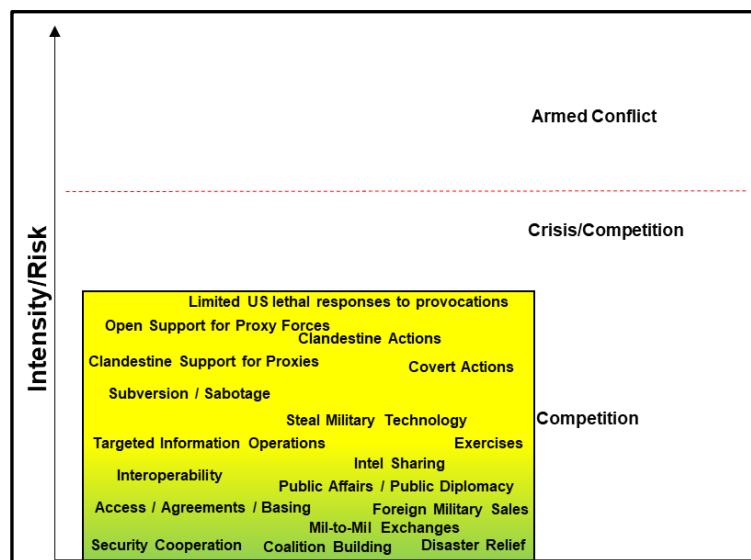 Armed Conflict
Crisis/Competition
Intensity/Risk
Limited US lethal responses to provocations
Open Support for Proxy Forces
Clandestine Actions
Clandestine Support for Proxies
Covert Actions
Subversion / Sabotage
Steal Military Technology
Competition
Targeted Information Operations
Exercises
Intel Sharing
Interoperability
Public Affairs / Public Diplomacy
Access / Agreements / Basing
Foreign Military Sales
Mil-to-Mil Exchanges
Security Cooperation
Coalition Building
Disaster Relief